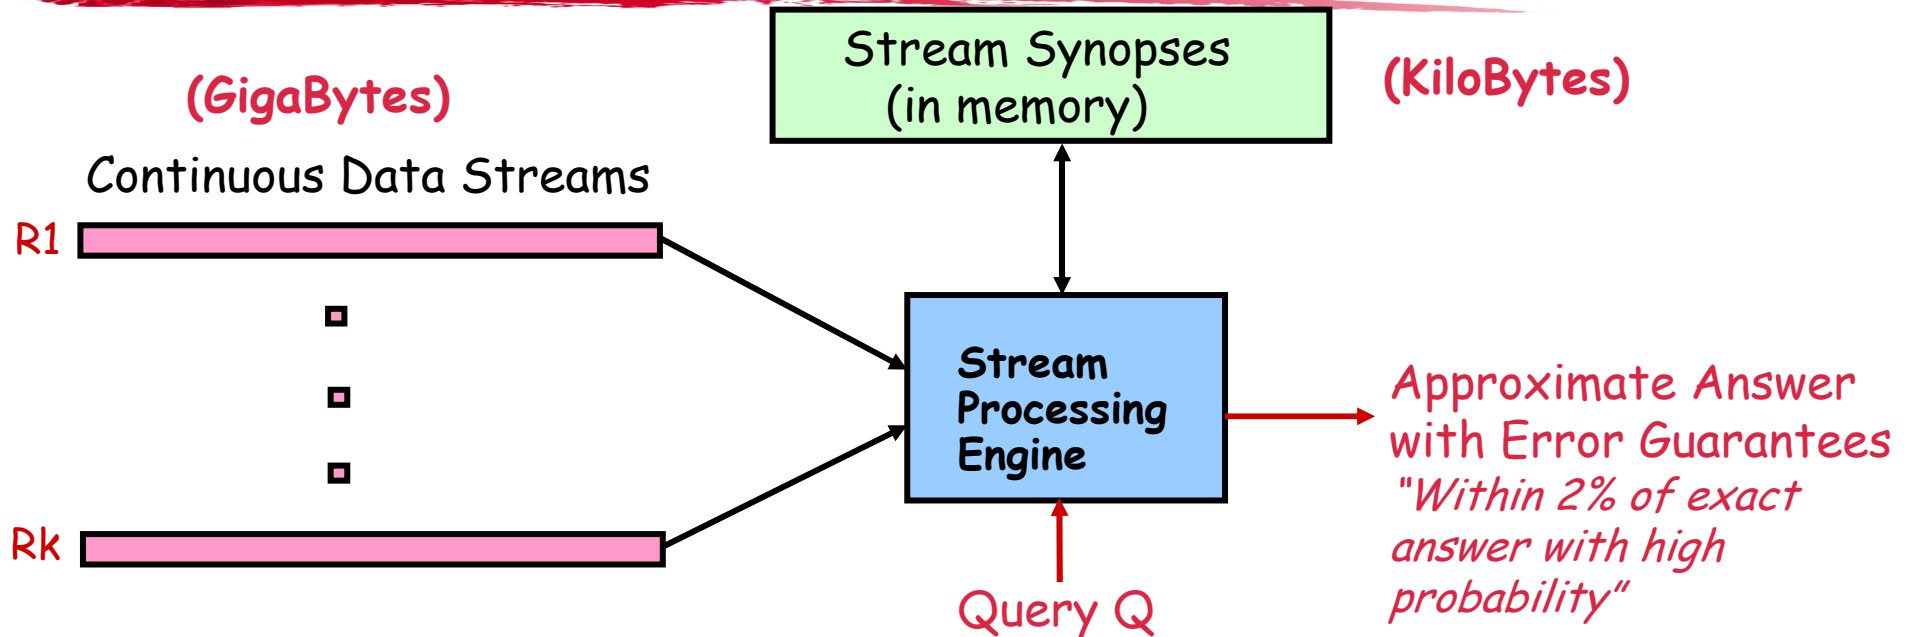 Stream Synopses
(in memory)
(GigaBytes)
(KiloBytes)
Continuous Data Streams
R1
Rk
Stream
Processing
Engine
Query Q
Approximate Answer
with Error Guarantees
"Within 2% of exact
answer with high
probability"